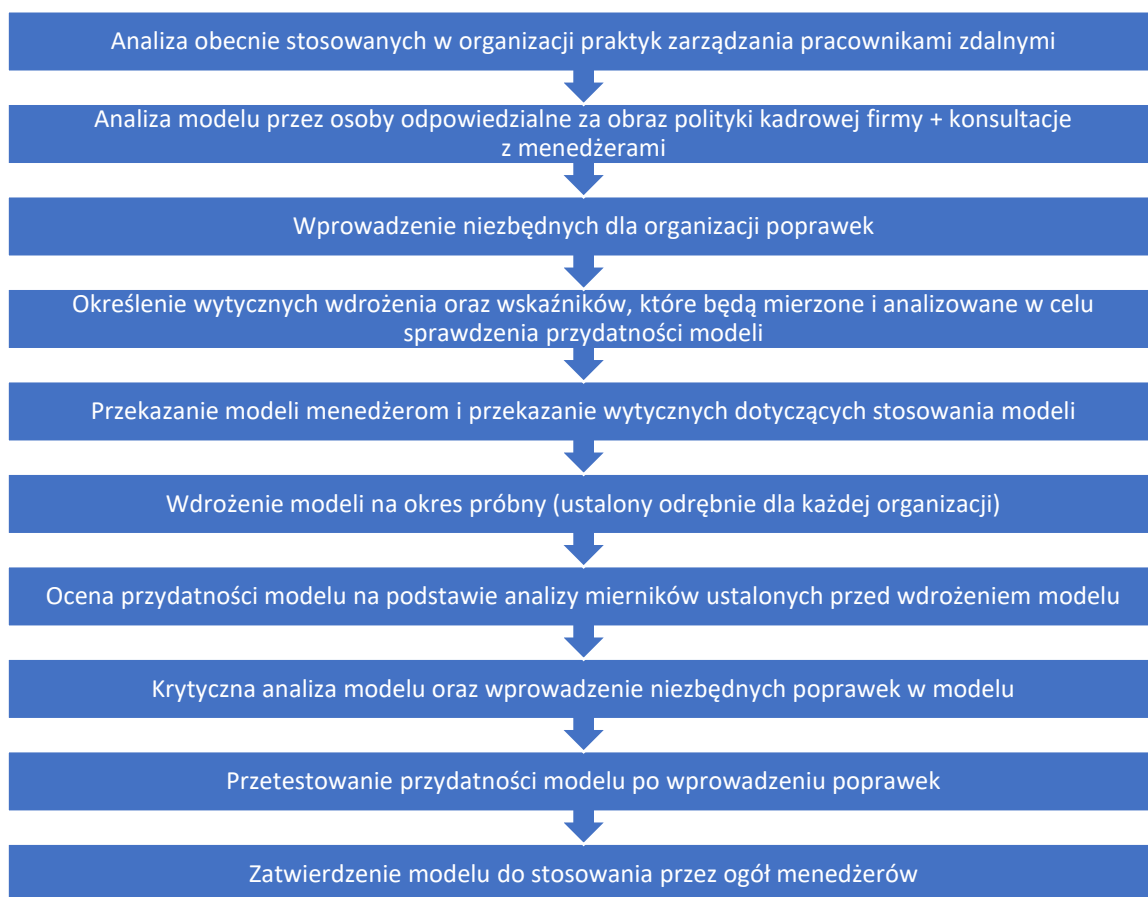 Analiza obecnie stosowanych w organizacji praktyk zarządzania pracownikami zdalnymi
Analiza modelu przez osoby odpowiedzialne za obraz polityki kadrowej firmy + konsultacje
z menedżerami
Wprowadzenie niezbędnych dla organizacji poprawek
Określenie wytycznych wdrożenia oraz wskaźników, które będą mierzone i analizowane w celu
sprawdzenia przydatności modeli
Przekazanie modeli menedżerom i przekazanie wytycznych dotyczących stosowania modeli
Wdrożenie modeli na okres próbny (ustalony odrębnie dla każdej organizacji)
Ocena przydatności modelu na podstawie analizy mierników ustalonych przed wdrożeniem modelu
Krytyczna analiza modelu oraz wprowadzenie niezbędnych poprawek w modelu
Przetestowanie przydatności modelu po wprowadzeniu poprawek
Zatwierdzenie modelu do stosowania przez ogół menedżerów